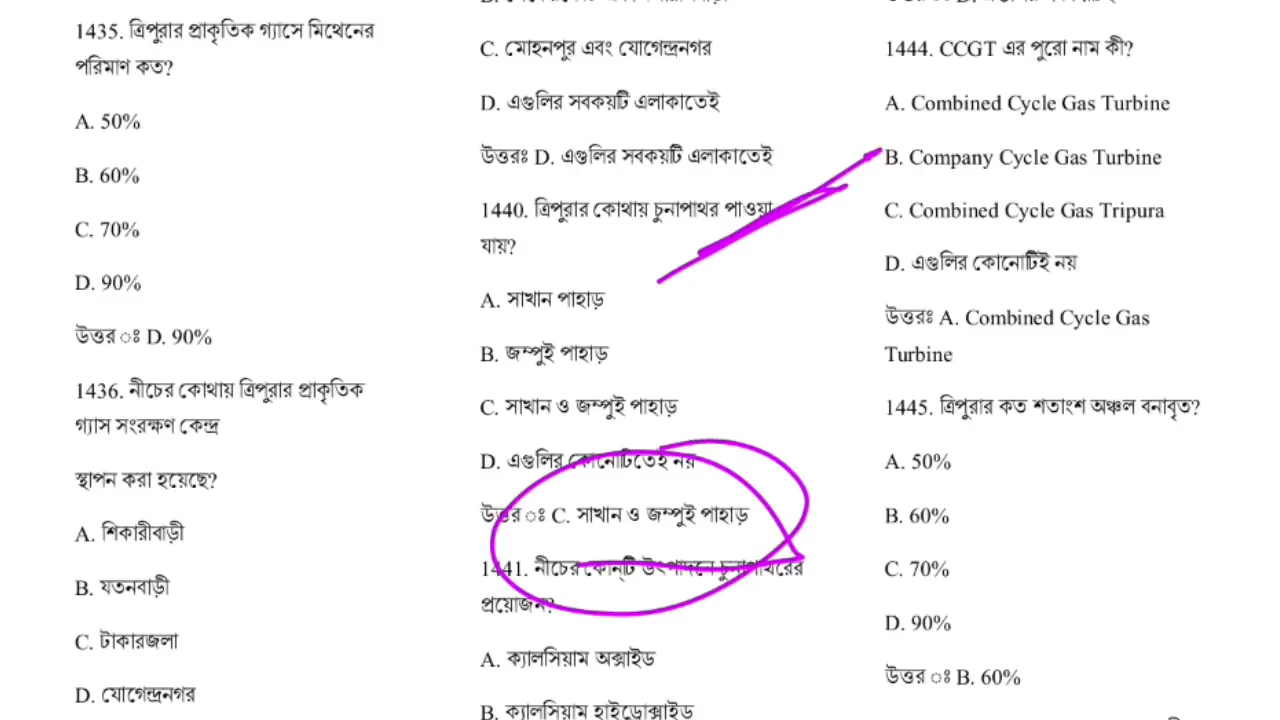 1435. ত্রিপুরার প্রাকৃতিক গ্যাসে মিথেনের
পরিমাণ কত?
A. 50%
B. 60%
C. 70%
D. 90%
উত্তর ঃ D. 90%
1436. নীচের কোথায় ত্রিপুরার প্রাকৃতিক
গ্যাস সংরক্ষণ কেন্দ্র
স্থাপন করা হয়েছে?
A. শিকারীবাড়ী
B. যতনবাড়ী
C. টাকারজলা
D. যোগেন্দ্রনগর
C. মোহনপুর এবং যোগেন্দ্রনগর
D. এগুলির সবকয়টি এলাকাতেই
উত্তরঃ D. এগুলির সবকয়টি এলাকাতেই
1440. ত্রিপুরার কোথায় চুনাপাথর পাওয়া
যায়?
A. সাখান পাহাড়
B. জম্পুই পাহাড়
C. সাখান ও জম্পুই পাহাড়
D. এগুলির কোনোটিতেই নয়
উত্তর ঃ C. সাখান ও জম্পুই পাহাড়
1441. নীচের কোন্‌টি উৎপাদনে চুনাপাথরের
প্রয়োজন?
A. ক্যালসিয়াম অক্সাইড
B. ক্যালসিয়াম হাইড্রোক্সাইড
1444. CCGT এর পুরো নাম কী?
A. Combined Cycle Gas Turbine
B. Company Cycle Gas Turbine
C. Combined Cycle Gas Tripura
D. এগুলির কোনোটিই নয়
উত্তরঃ A. Combined Cycle Gas
Turbine
1445. ত্রিপুরার কত শতাংশ অঞ্চল বনাবৃত?
A. 50%
B. 60%
C. 70%
D. 90%
উত্তর ঃ B. 60%